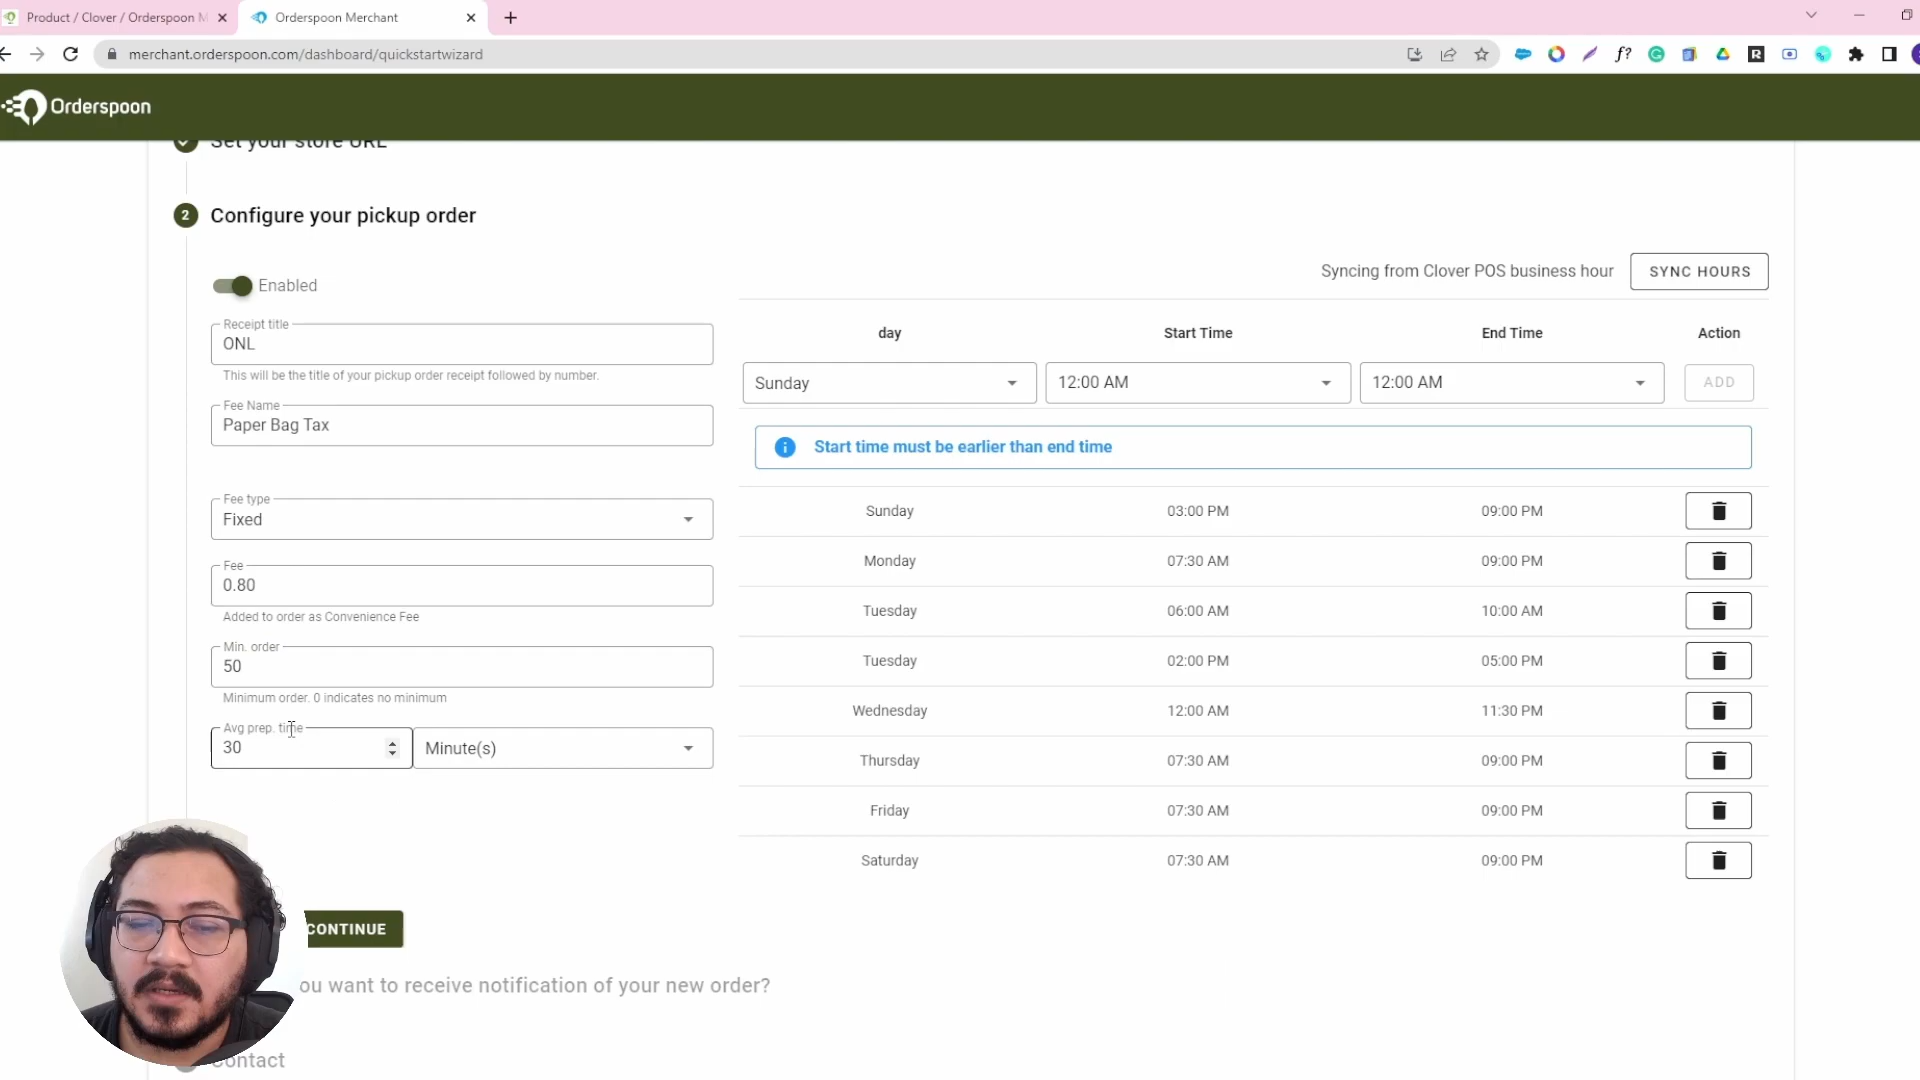 Product / Clover / Orderspoon M
Orderspoon Merchant
merchant.orderspoon.com/dashboard/quickstartwizard
f?
R
Orderspoon
Set your store URL
2 Configure your pickup order
Enabled
Syncing from Clover POS business hour SYNC HOURS
Receipt title
ONL
This will be the title of your pickup order receipt followed by number.
Fee Name
Paper Bag Tax
Fee type
Fixed
Fee
0.80
Added to order as Convenience Fee
Min. order
50
Minimum order. 0 indicates no minimum
Avg prep. time
30 Minute(s)
day Start Time End Time Action
Sunday 12:00 AM 12:00 AM ADD
Start time must be earlier than end time
Sunday 03:00 PM 09:00 PM
Monday 07:30 AM 09:00 PM
Tuesday 06:00 AM 10:00 AM
Tuesday 02:00 PM 05:00 PM
Wednesday 12:00 AM 11:30 PM
Thursday 07:30 AM 09:00 PM
Friday 07:30 AM 09:00 PM
Saturday 07:30 AM 09:00 PM
CONTINUE
ou want to receive notification of your new order?
Contact